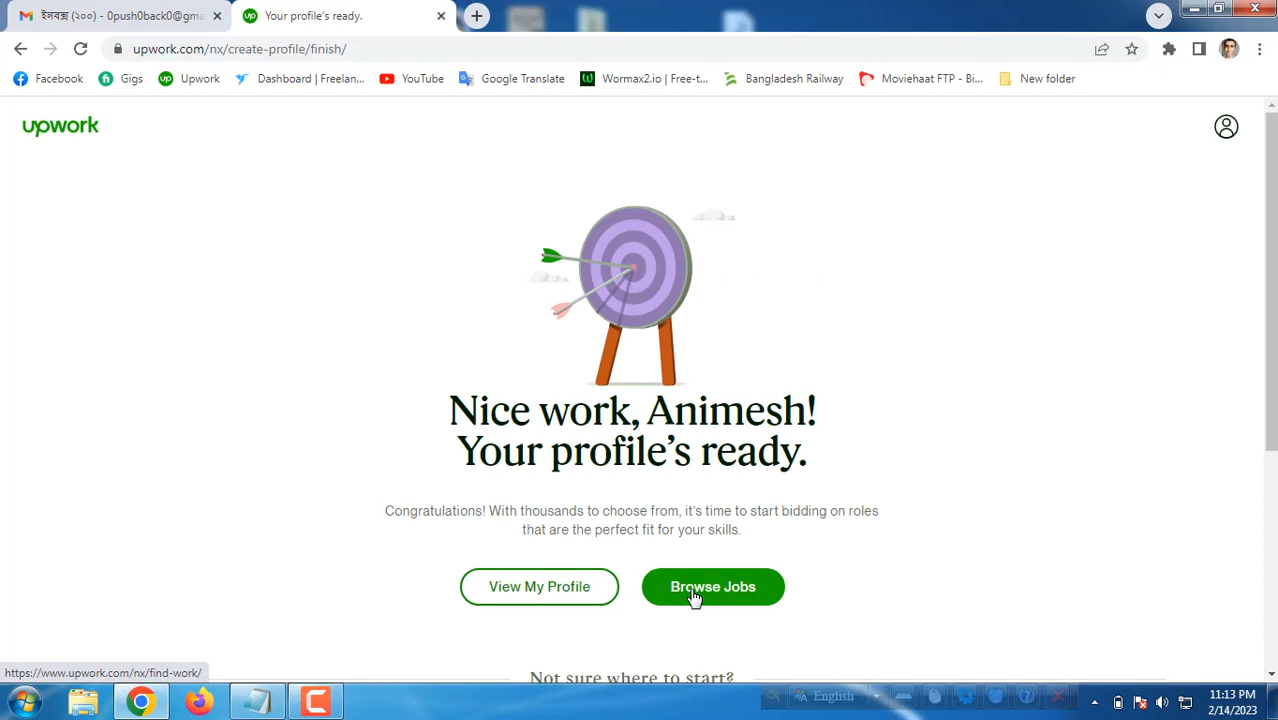 ইনবক্স (২০০) - 0push0back0@gma
Your profile's ready.
upwork.com/nx/create-profile/finish/
Facebook
Gigs
Upwork
Dashboard | Freelan...
YouTube
Google Translate
Wormax2.io | Free-t...
Bangladesh Railway
Moviehaat FTP - Bi...
New folder
upwork
Nice work, Animesh!
Your profile's ready.
Congratulations! With thousands to choose from, it's time to start bidding on roles
that are the perfect fit for your skills.
View My Profile
Browse Jobs
Not sure where to start?
https://www.upwork.com/nx/find-work/
English
11:13 PM
2/14/2023